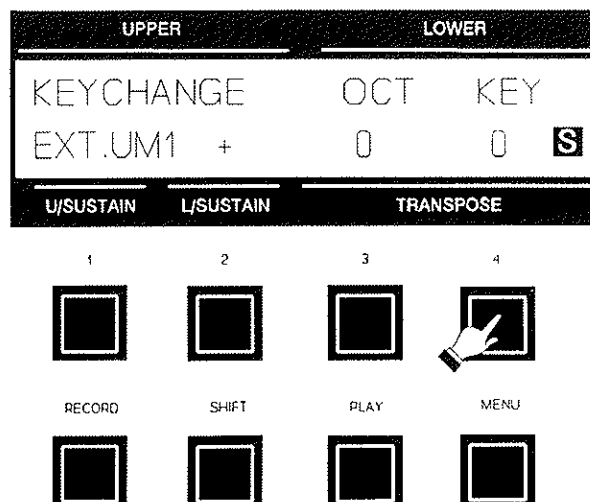 UPPER LOWER
KEYCHANGE OCT KEY
EXT.UM1 + 0 0 S
U/SUSTAIN L/SUSTAIN TRANSPOSE
1 2 3 4
RECORD SHIFT PLAY MENU